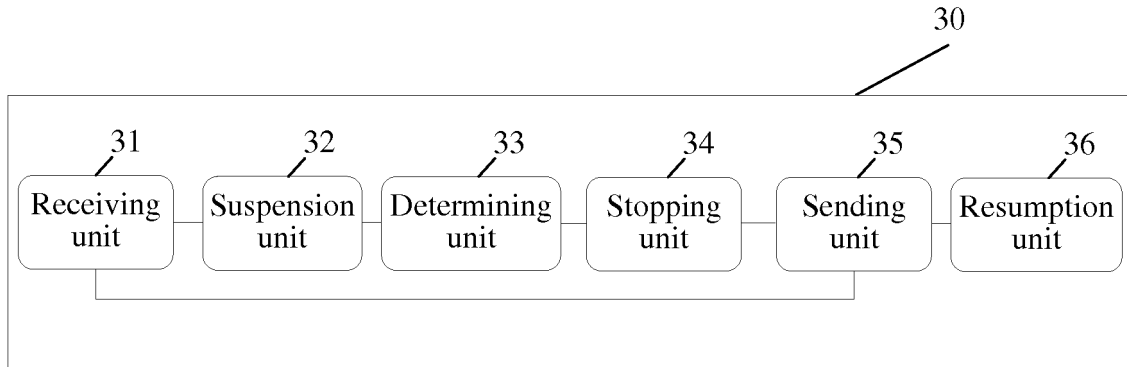 30
31
32
33
34
35
36
Receiving
unit
Suspension
unit
Determining
unit
Stopping
unit
Sending
unit
Resumption
unit